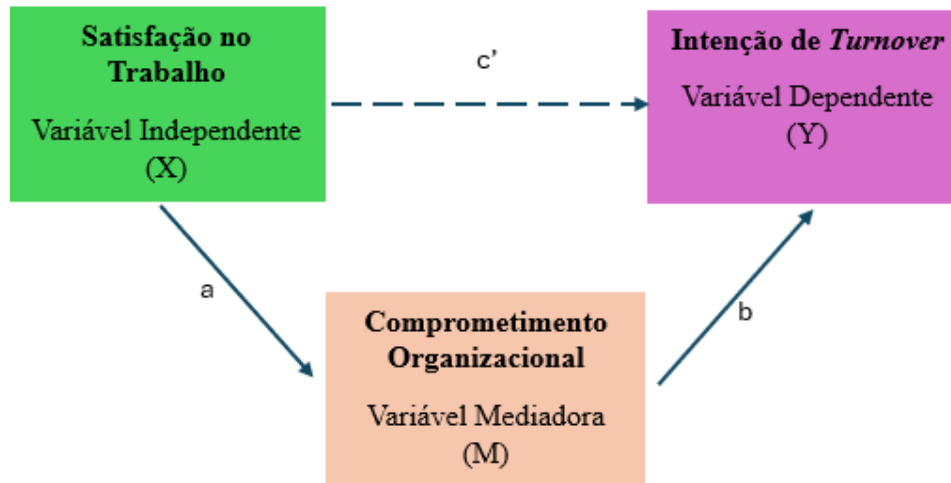 Satisfação no
Trabalho
Variável Independente
(X)
c’
Intenção de Turnover
Variável Dependente
(Y)
a
b
Comprometimento
Organizacional
Variável Mediadora
(M)